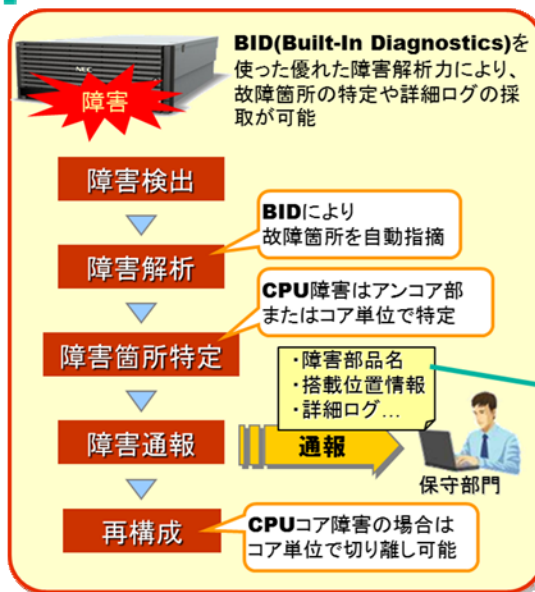 BID(Built-In Diagnostics)を
使った優れた障害解析力により、
故障箇所の特定や詳細ログの採
取が可能
NEC
障害
障害検出
BIDにより
故障箇所を自動指摘
障害解析
CPU障害はアンコア部
またはコア単位で特定
障害箇所特定
・障害部品名
・搭載位置情報
・詳細ログ…
障害通報
通報
保守部門
再構成
CPUコア障害の場合は
コア単位で切り離し可能